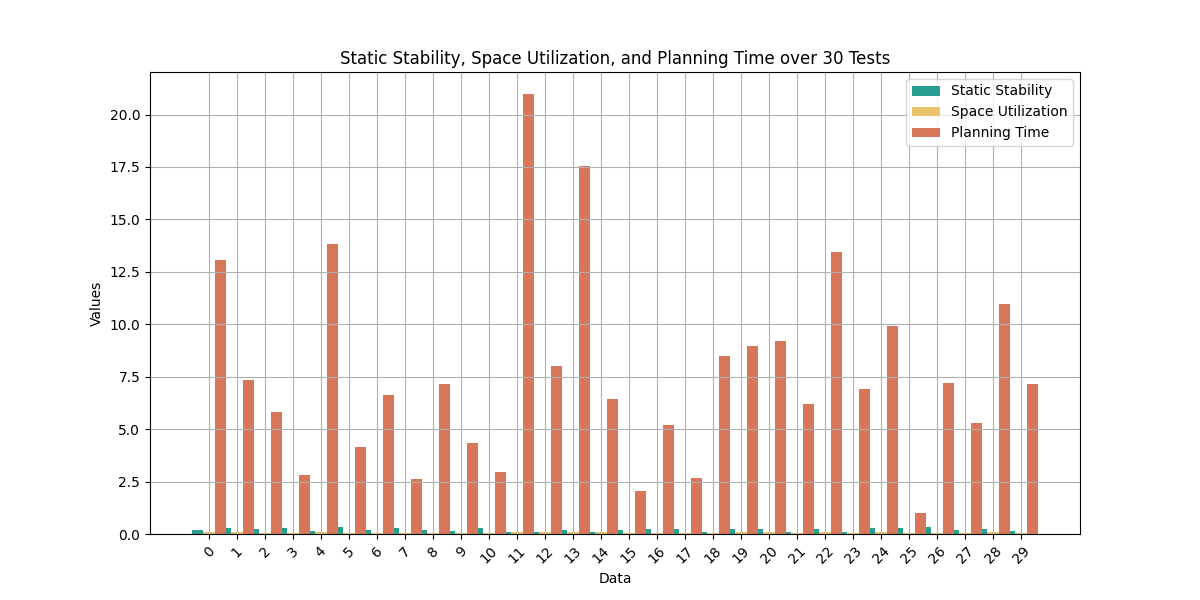 Static Stability, Space Utilization, and Planning Time over 30 Tests
Static Stability
Space Utilization
Planning Time
Values
20.0
17.5
15.0
12.5
10.0
7.5
5.0
2.5
0.0
0 1 2 3 4 5 6 7 8 9 10 11 12 13 14 15 16 17 18 19 20 21 22 23 24 25 26 27 28 29
Data